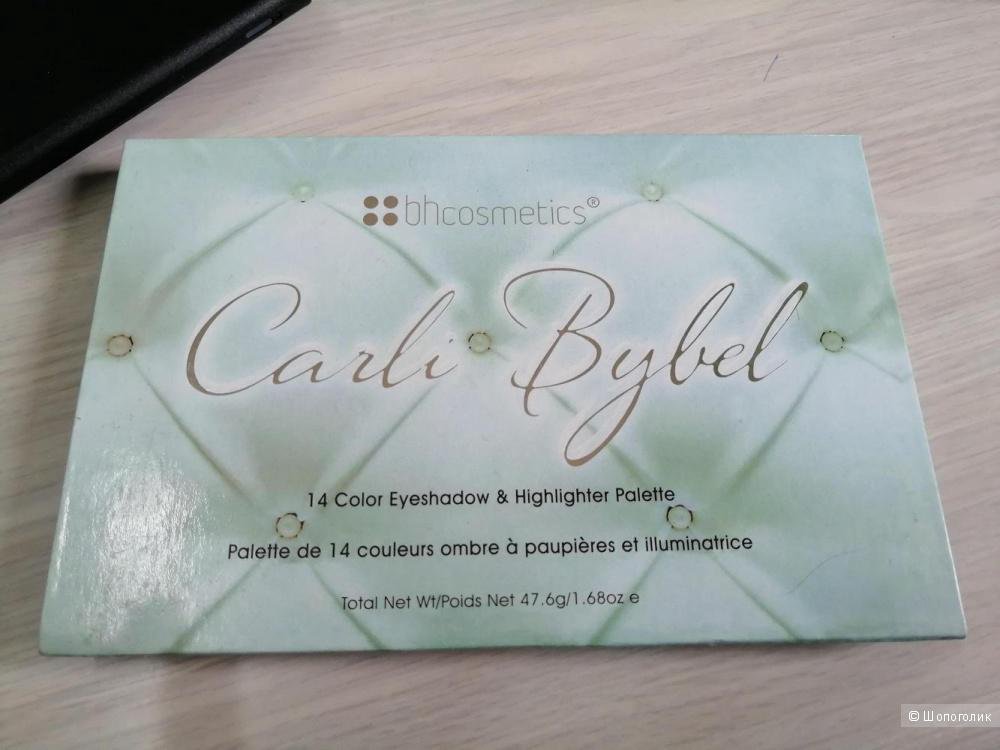 bhcosmetics®
Carli Bybel
14 Color Eyeshadow & Highlighter Palette
Palette de 14 couleurs ombre à paupières et illuminatrice
Total Net Wt/Poids Net 47.6g/1.68oz e
© Шопоголик